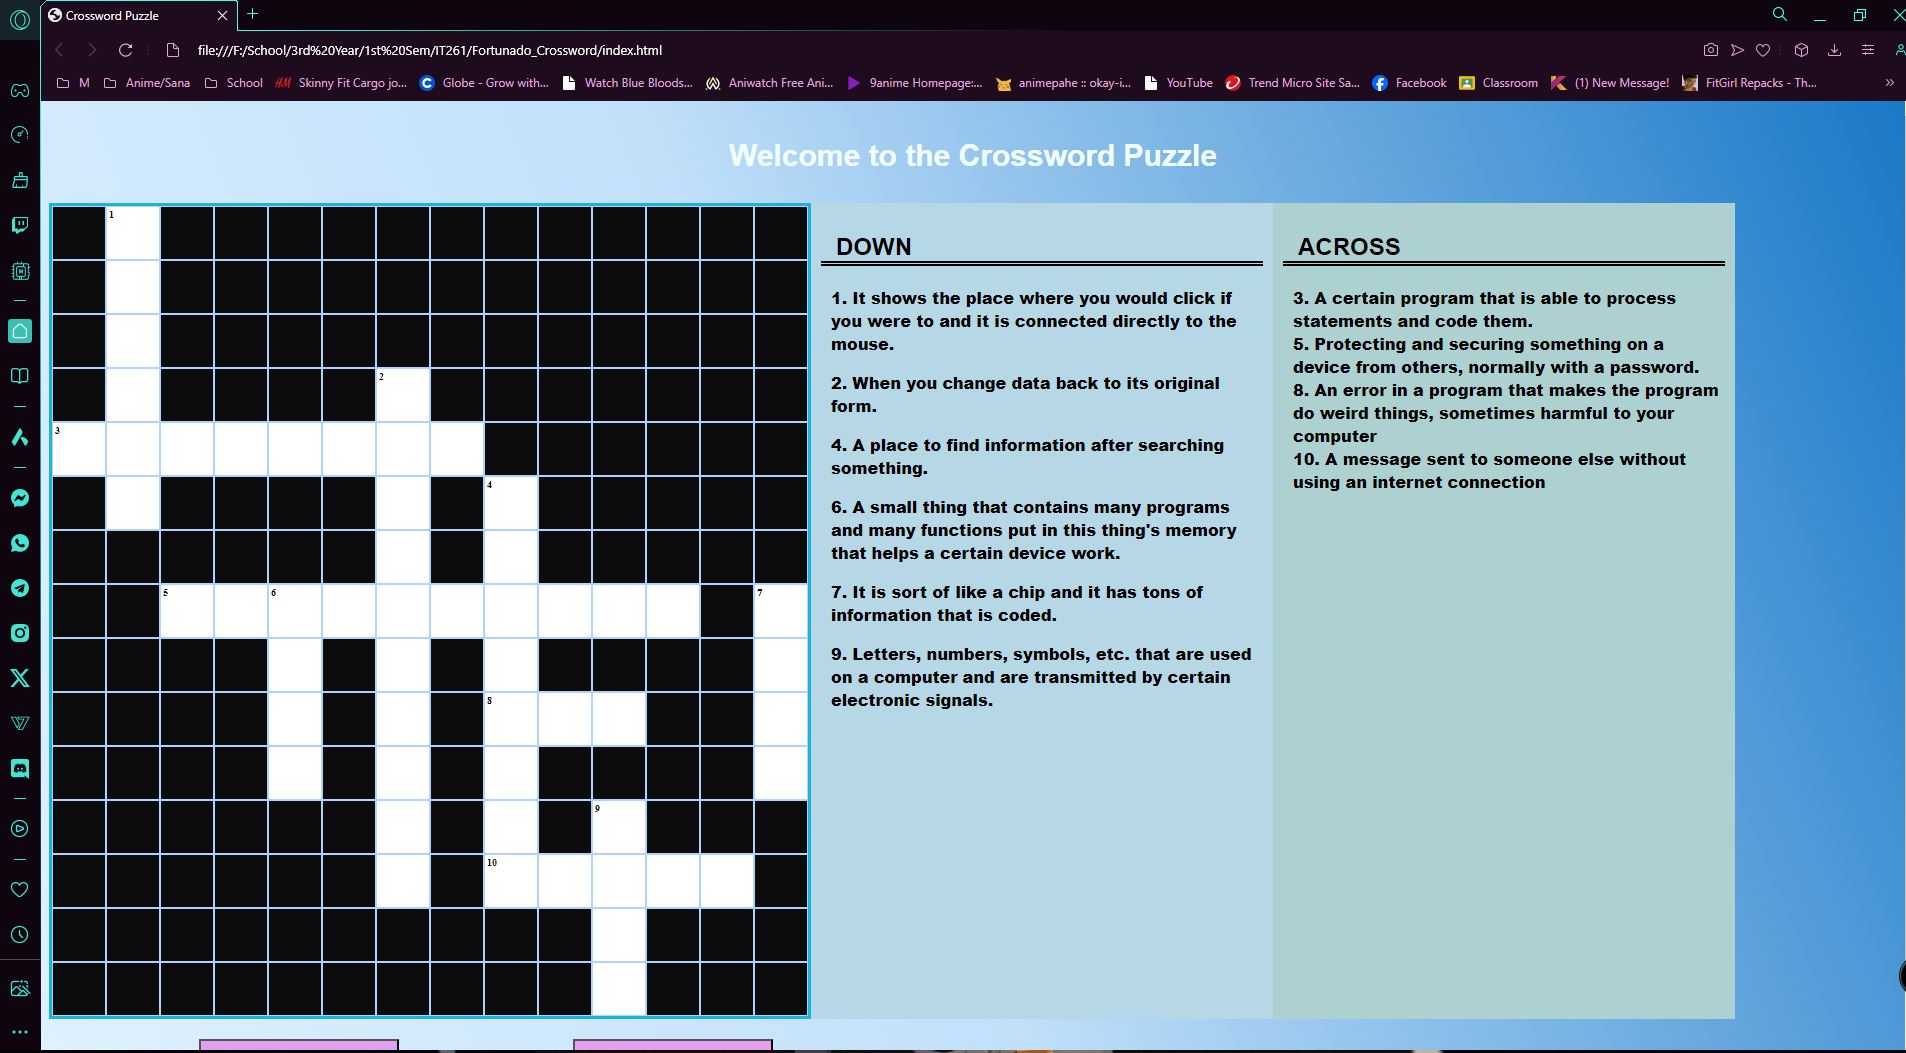 Crossword Puzzle
file:///F:/School/3rd%20Year/1st%20Sem/IT261/Fortunado_Crossword/index.html
M Anime/Sana School Skinny Fit Cargo jo... Globe - Grow with... Watch Blue Bloods... Aniwatch Free Ani... 9anime Homepage:... animepahe :: okay-i... YouTube Trend Micro Site Sa... Facebook Classroom (1) New Message! FitGirl Repacks - Th...
Welcome to the Crossword Puzzle
1
2
3
4
5 6 7
8
9
10
DOWN
1. It shows the place where you would click if
you were to and it is connected directly to the
mouse.
2. When you change data back to its original
form.
4. A place to find information after searching
something.
6. A small thing that contains many programs
and many functions put in this thing's memory
that helps a certain device work.
7. It is sort of like a chip and it has tons of
information that is coded.
9. Letters, numbers, symbols, etc. that are used
on a computer and are transmitted by certain
electronic signals.
ACROSS
3. A certain program that is able to process
statements and code them.
5. Protecting and securing something on a
device from others, normally with a password.
8. An error in a program that makes the program
do weird things, sometimes harmful to your
computer
10. A message sent to someone else without
using an internet connection